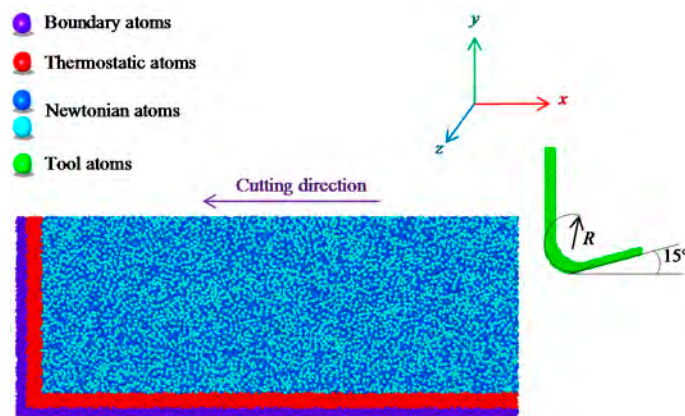 Boundary atoms
Thermostatic atoms
Newtonian atoms
Tool atoms
y
x
z
Cutting direction
R
15°